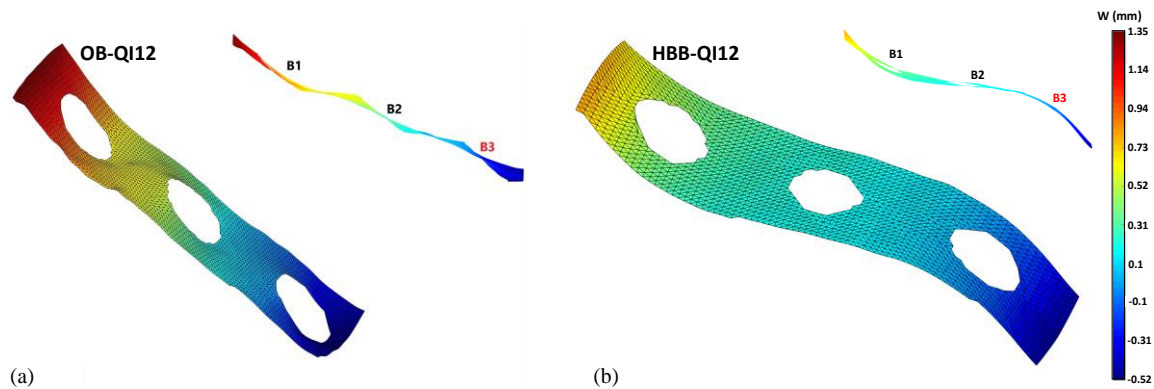 OB-QI12
B1
B2
B3
(a)
HBB-QI12
B1
B2
B3
(b)
W (mm)
1.35
1.14
0.94
0.73
0.52
0.31
0.1
-0.1
-0.31
-0.52